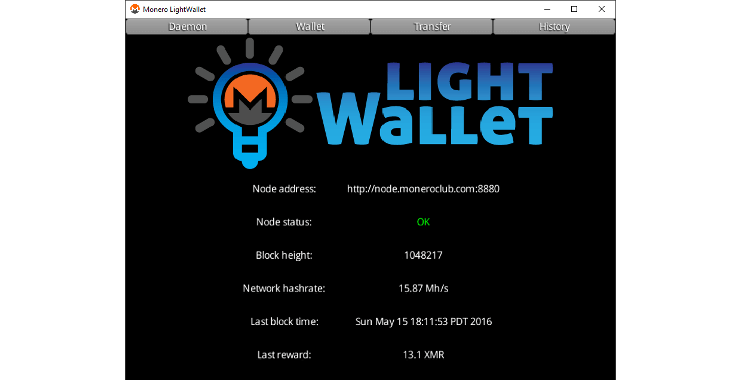 Monero LightWallet
Daemon Wallet Transfer History
LIGHT
WaLLeT
Node address: http://node.moneroclub.com:8880
Node status: OK
Block height: 1048217
Network hashrate: 15.87 Mh/s
Last block time: Sun May 15 18:11:53 PDT 2016
Last reward: 13.1 XMR